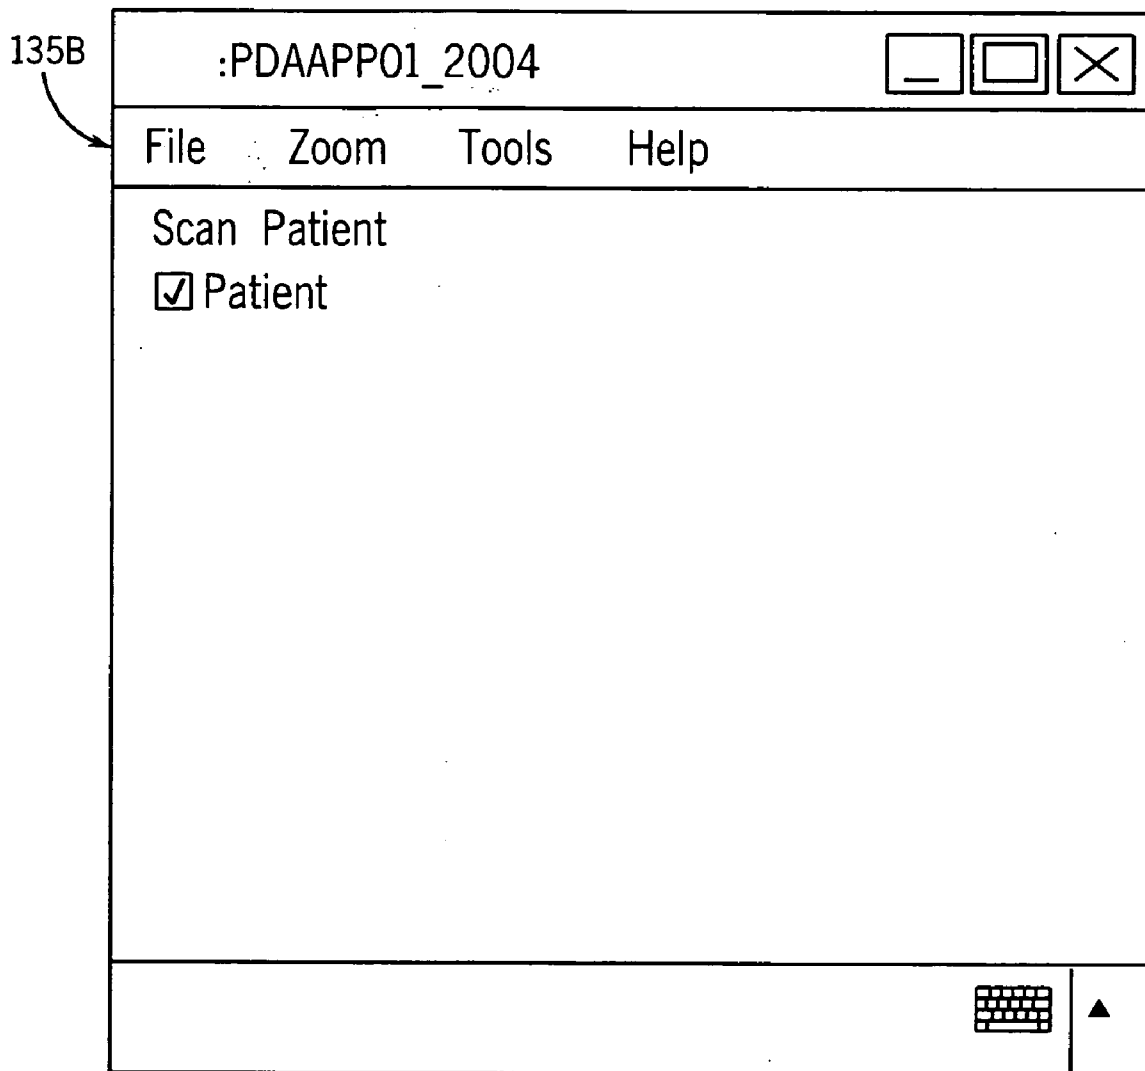 135B
:PDAAPP01_2004
File Zoom Tools Help
Scan Patient
Patient